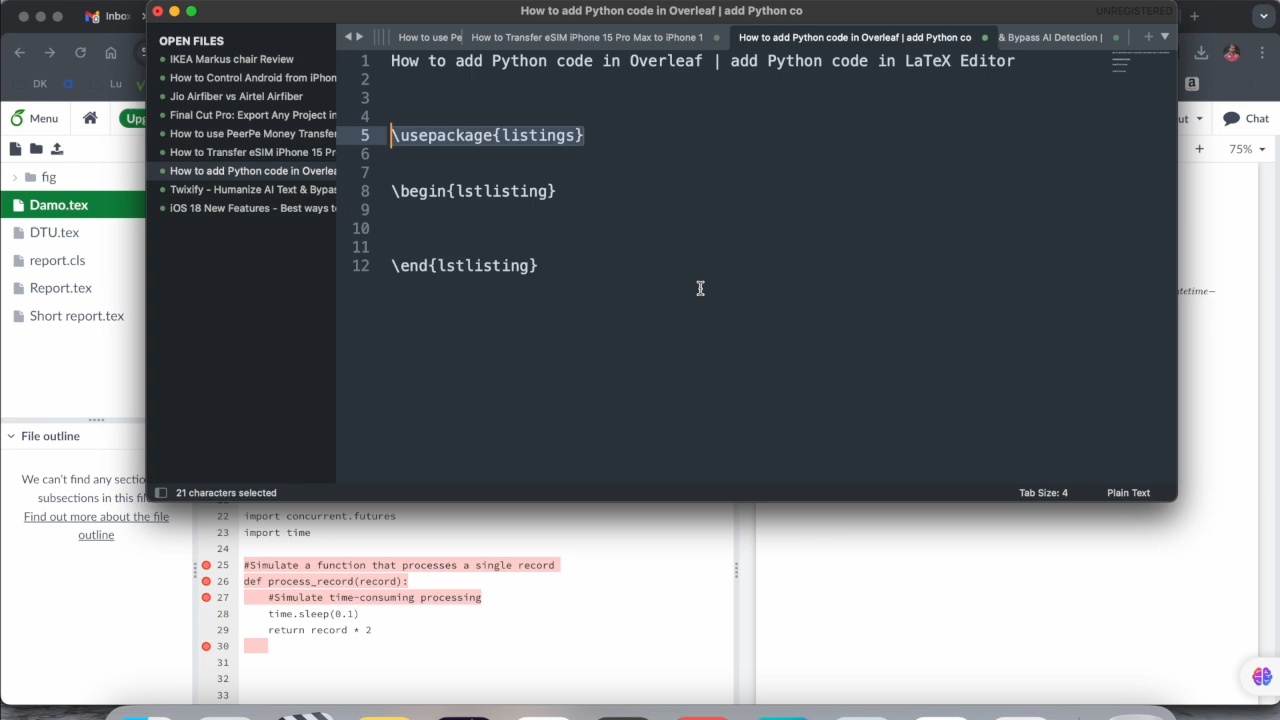 How to add Python code in Overleaf | add Python co
UNREGISTERED
Inbo
OPEN FILES
How to use Pe
How to Transfer eSIM iPhone 15 Pro Max to iPhone 1
How to add Python code in Overleaf | add Python co
& Bypass AI Detection |
IKEA Markus chair Review
How to Control Android from iPhon
Jio Airfiber vs Airtel Airfiber
Final Cut Pro: Export Any Project in
How to use PeerPe Money Transfer
How to Transfer eSIM iPhone 15 Pr
How to add Python code in Overlea
Twixify - Humanize AI Text & Bypas
iOS 18 New Features - Best ways to
1 How to add Python code in Overleaf | add Python code in LaTeX Editor
2
3
4
5 \usepackage{listings}
6
7
8 \begin{lstlisting}
9
10
11
12 \end{lstlisting}
21 characters selected
Tab Size: 4
Plain Text
DK
Lu
a
Menu
Upg
ut
Chat
75%
fig
Damo.tex
DTU.tex
report.cls
Report.tex
Short report.tex
etime−
File outline
We can't find any sectio
subsections in this fil
Find out more about the file
outline
22 import concurrent.futures
23 import time
24
25 #Simulate a function that processes a single record
26 def process_record(record):
27 #Simulate time-consuming processing
28 time.sleep(0.1)
29 return record * 2
30
31
32
33